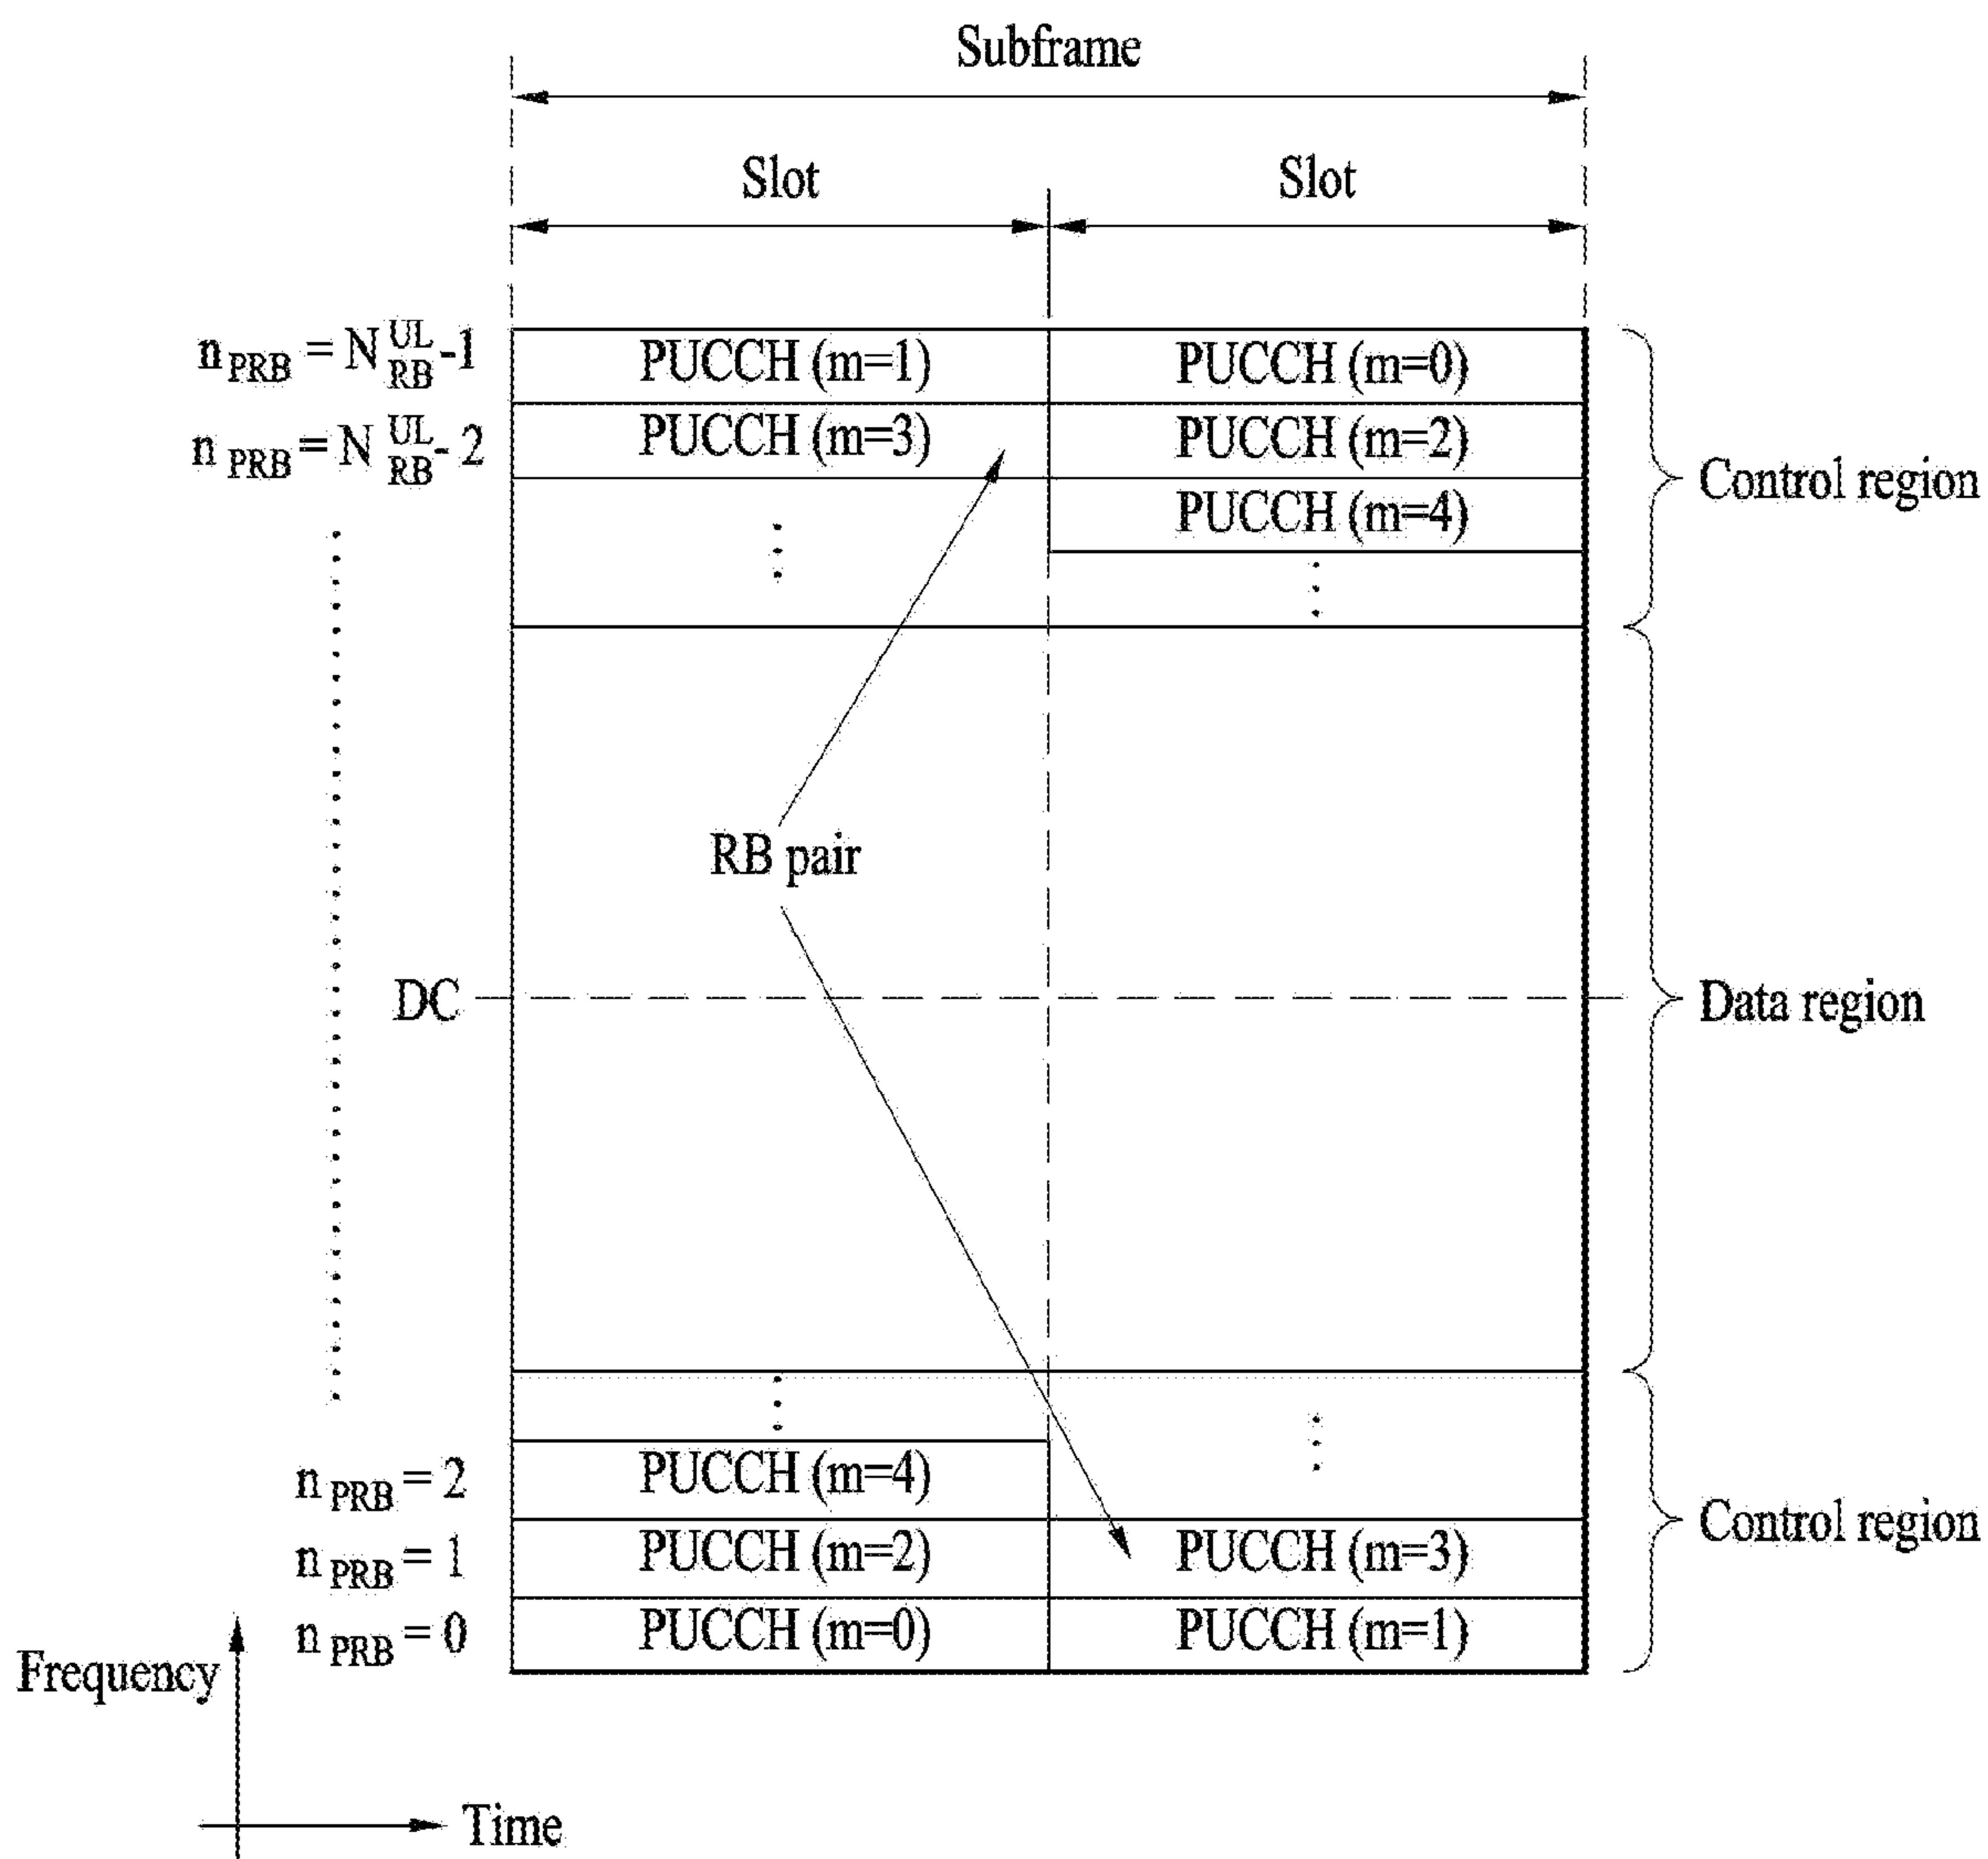 Subframe
Slot Slot
n PRB = N UL RB -1 PUCCH (m=1) PUCCH (m=0)
n PRB = N UL RB - 2 PUCCH (m=3) PUCCH (m=2)
PUCCH (m=4)
Control region
RB pair
DC
Data region
n PRB = 2 PUCCH (m=4)
n PRB = 1 PUCCH (m=2) PUCCH (m=3)
Control region
n PRB = 0 PUCCH (m=0) PUCCH (m=1)
Frequency
Time